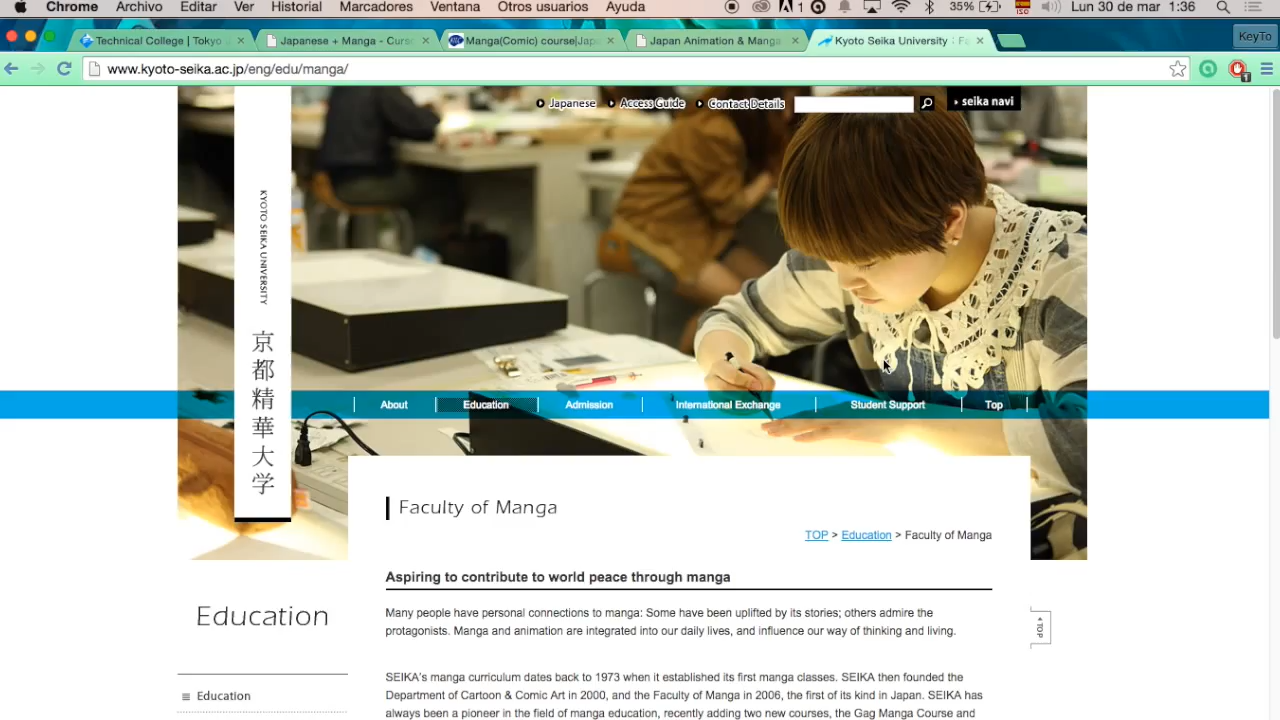 Chrome Archivo Editar Ver Historial Marcadores Ventana Otros usuarios Ayuda 1 35% ISO Lun 30 de mar 1:36
Technical College | Tokyo Japanese + Manga - Curso Manga(Comic) course|Japa Japan Animation & Manga Kyoto Seika University : Fa KeyTo
www.kyoto-seika.ac.jp/eng/edu/manga/
Japanese Access Guide Contact Details seika navi
KYOTO SEIKA UNIVERSITY
京都精華大学
About Education Admission International Exchange Student Support Top
Faculty of Manga
TOP > Education > Faculty of Manga
Aspiring to contribute to world peace through manga
Many people have personal connections to manga: Some have been uplifted by its stories; others admire the
protagonists. Manga and animation are integrated into our daily lives, and influence our way of thinking and living.
Education
TOP
SEIKA's manga curriculum dates back to 1973 when it established its first manga classes. SEIKA then founded the
Department of Cartoon & Comic Art in 2000, and the Faculty of Manga in 2006, the first of its kind in Japan. SEIKA has
always been a pioneer in the field of manga education, recently adding two new courses, the Gag Manga Course and
Education